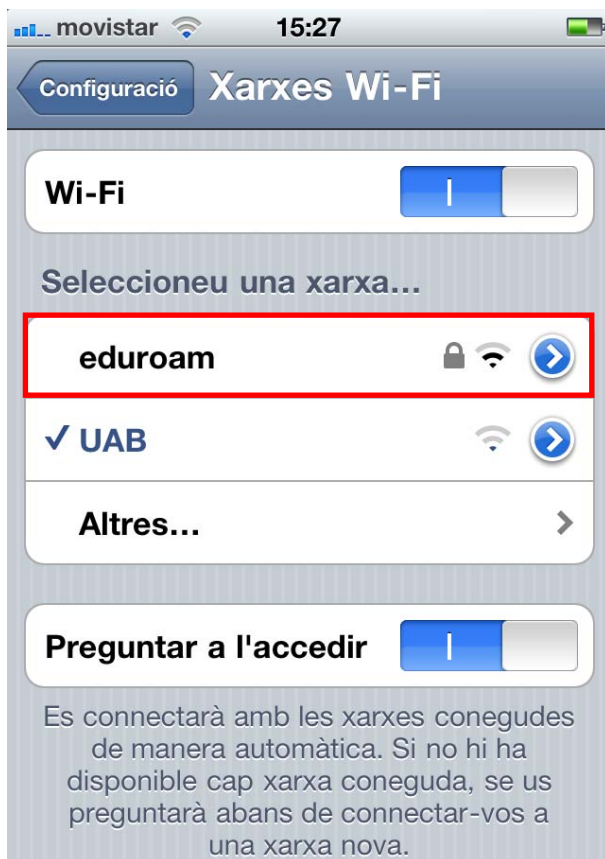 movistar 15:27
Configuració Xarxes Wi-Fi
Wi-Fi
Seleccioneu una xarxa...
eduroam
✓ UAB
Altres...
Preguntar a l'accedir
Es connectarà amb les xarxes conegudes
de manera automàtica. Si no hi ha
disponible cap xarxa coneguda, se us
preguntarà abans de connectar-vos a
una xarxa nova.